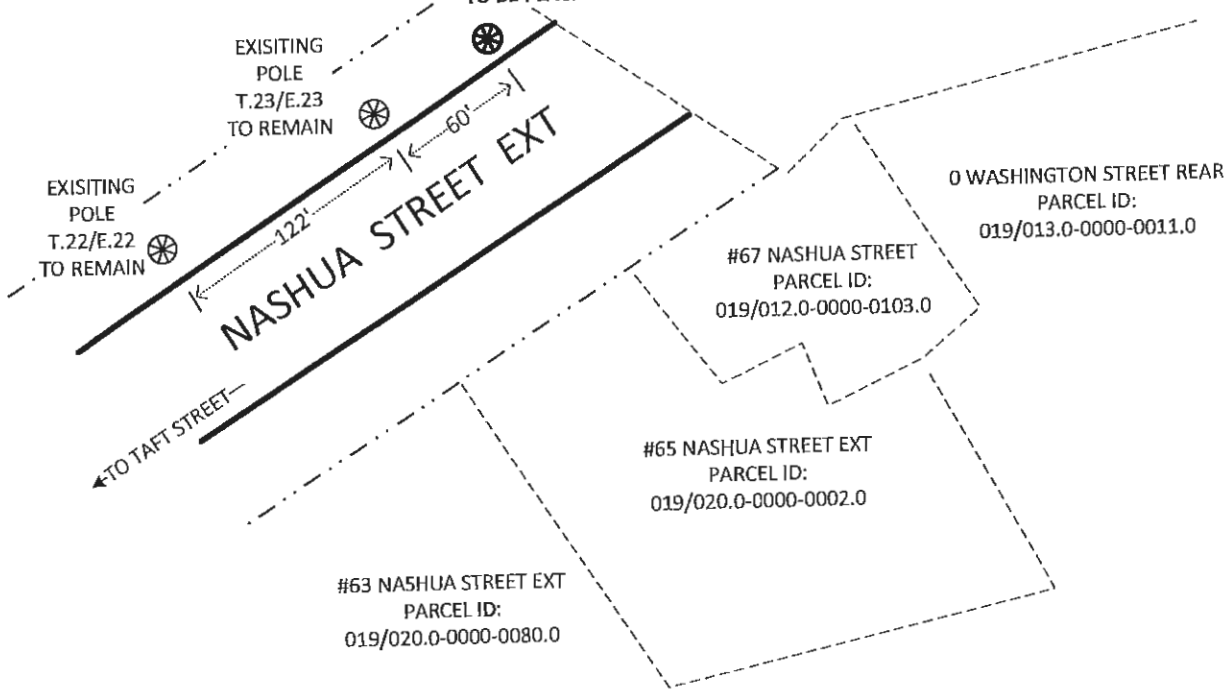 EXISITING
POLE
T.23/E.23
TO REMAIN
EXISITING
POLE
T.22/E.22
TO REMAIN
60'
122'
NASHUA STREET EXT
TO TAFT STREET
0 WASHINGTON STREET REAR
PARCEL ID:
019/013.0-0000-0011.0
#67 NASHUA STREET
PARCEL ID:
019/012.0-0000-0103.0
#65 NASHUA STREET EXT
PARCEL ID:
019/020.0-0000-0002.0
#63 NASHUA STREET EXT
PARCEL ID:
019/020.0-0000-0080.0